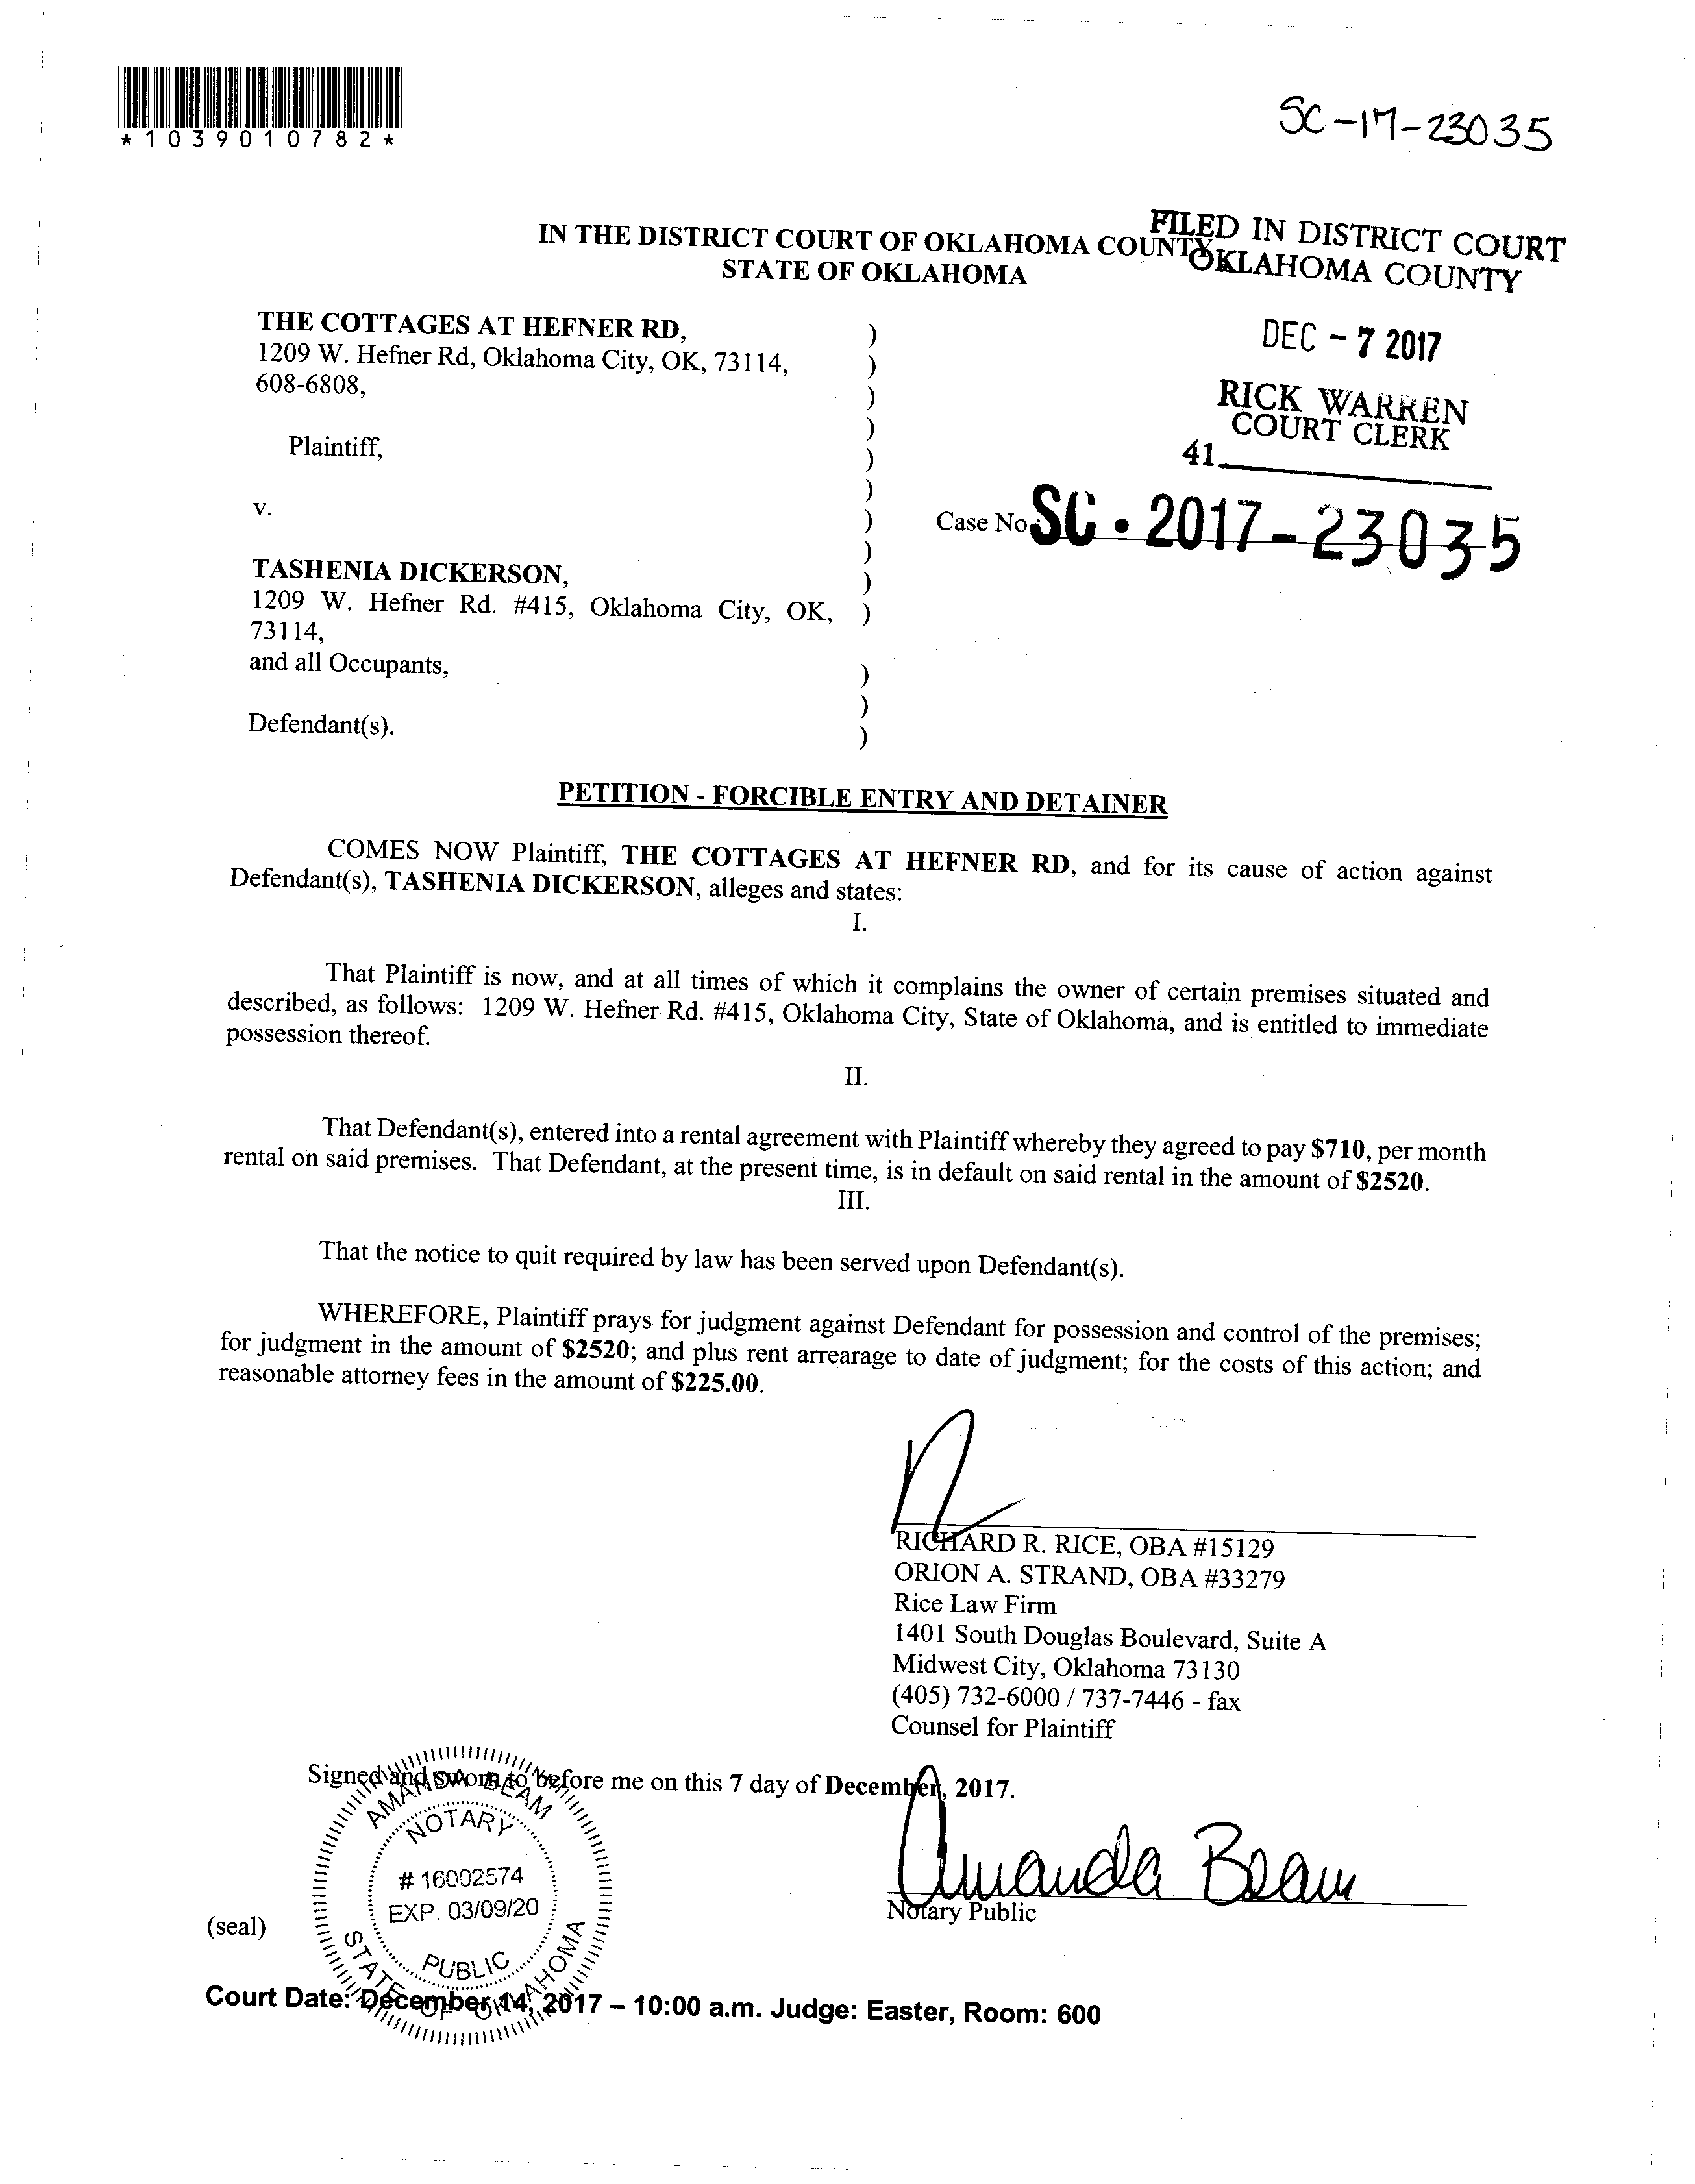 *1039010782*
SC-17-23035
IN THE DISTRICT COURT OF OKLAHOMA COUNTY
STATE OF OKLAHOMA
FILED IN DISTRICT COURT
OKLAHOMA COUNTY
DEC - 7 2017
RICK WARREN
COURT CLERK
41
THE COTTAGES AT HEFNER RD, )
1209 W. Hefner Rd, Oklahoma City, OK, 73114, )
608-6808, )
)
Plaintiff, )
)
v. ) Case No. SC - 2017 - 23035
)
TASHENIA DICKERSON, )
1209 W. Hefner Rd. #415, Oklahoma City, OK, )
73114,
and all Occupants, )
)
Defendant(s). )
PETITION - FORCIBLE ENTRY AND DETAINER
COMES NOW Plaintiff, THE COTTAGES AT HEFNER RD, and for its cause of action against
Defendant(s), TASHENIA DICKERSON, alleges and states:
I.
That Plaintiff is now, and at all times of which it complains the owner of certain premises situated and
described, as follows: 1209 W. Hefner Rd. #415, Oklahoma City, State of Oklahoma, and is entitled to immediate
possession thereof.
II.
That Defendant(s), entered into a rental agreement with Plaintiff whereby they agreed to pay $710, per month
rental on said premises. That Defendant, at the present time, is in default on said rental in the amount of $2520.
III.
That the notice to quit required by law has been served upon Defendant(s).
WHEREFORE, Plaintiff prays for judgment against Defendant for possession and control of the premises;
for judgment in the amount of $2520; and plus rent arrearage to date of judgment; for the costs of this action; and
reasonable attorney fees in the amount of $225.00.
RICHARD R. RICE, OBA #15129
ORION A. STRAND, OBA #33279
Rice Law Firm
1401 South Douglas Boulevard, Suite A
Midwest City, Oklahoma 73130
(405) 732-6000 / 737-7446 - fax
Counsel for Plaintiff
Signed and sworn to before me on this 7 day of December, 2017.
AMANDA BEAM
NOTARY
# 16002574
EXP. 03/09/20
PUBLIC
STATE OF OKLAHOMA
Amanda Beam
Notary Public
(seal)
Court Date: December 14, 2017 – 10:00 a.m. Judge: Easter, Room: 600